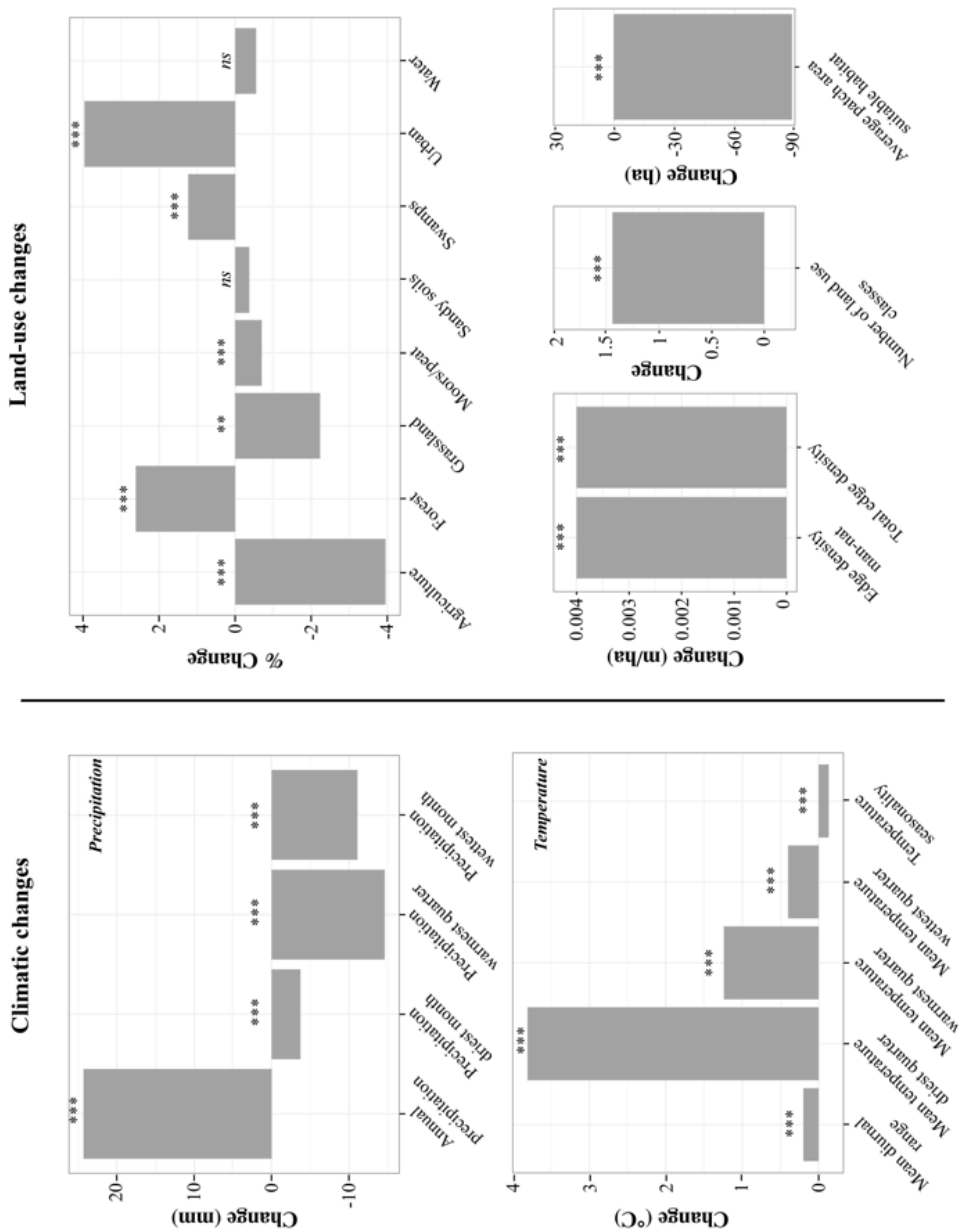 Climatic changes
Precipitation
Change (mm)
20
10
0
-10
***
***
***
***
Annual
precipitation
Precipitation
driest month
Precipitation
warmest quarter
Precipitation
wettest month
Temperature
Change (°C)
4
3
2
1
0
***
***
***
***
***
Mean diurnal
range
Mean temperature
driest quarter
Mean temperature
warmest quarter
Mean temperature
wettest quarter
Temperature
seasonality
Land-use changes
% Change
4
2
0
-2
-4
***
***
**
***
ns
***
***
ns
Agriculture
Forest
Grassland
Moors/peat
Sandy soils
Swamps
Urban
Water
Change (m/ha)
0.004
0.003
0.002
0.001
0
***
***
Edge density
man-nat
Total edge density
Change
2
1.5
1
0.5
0
***
Number of land use
classes
Change (ha)
30
0
-30
-60
-90
***
Average patch area
suitable habitat